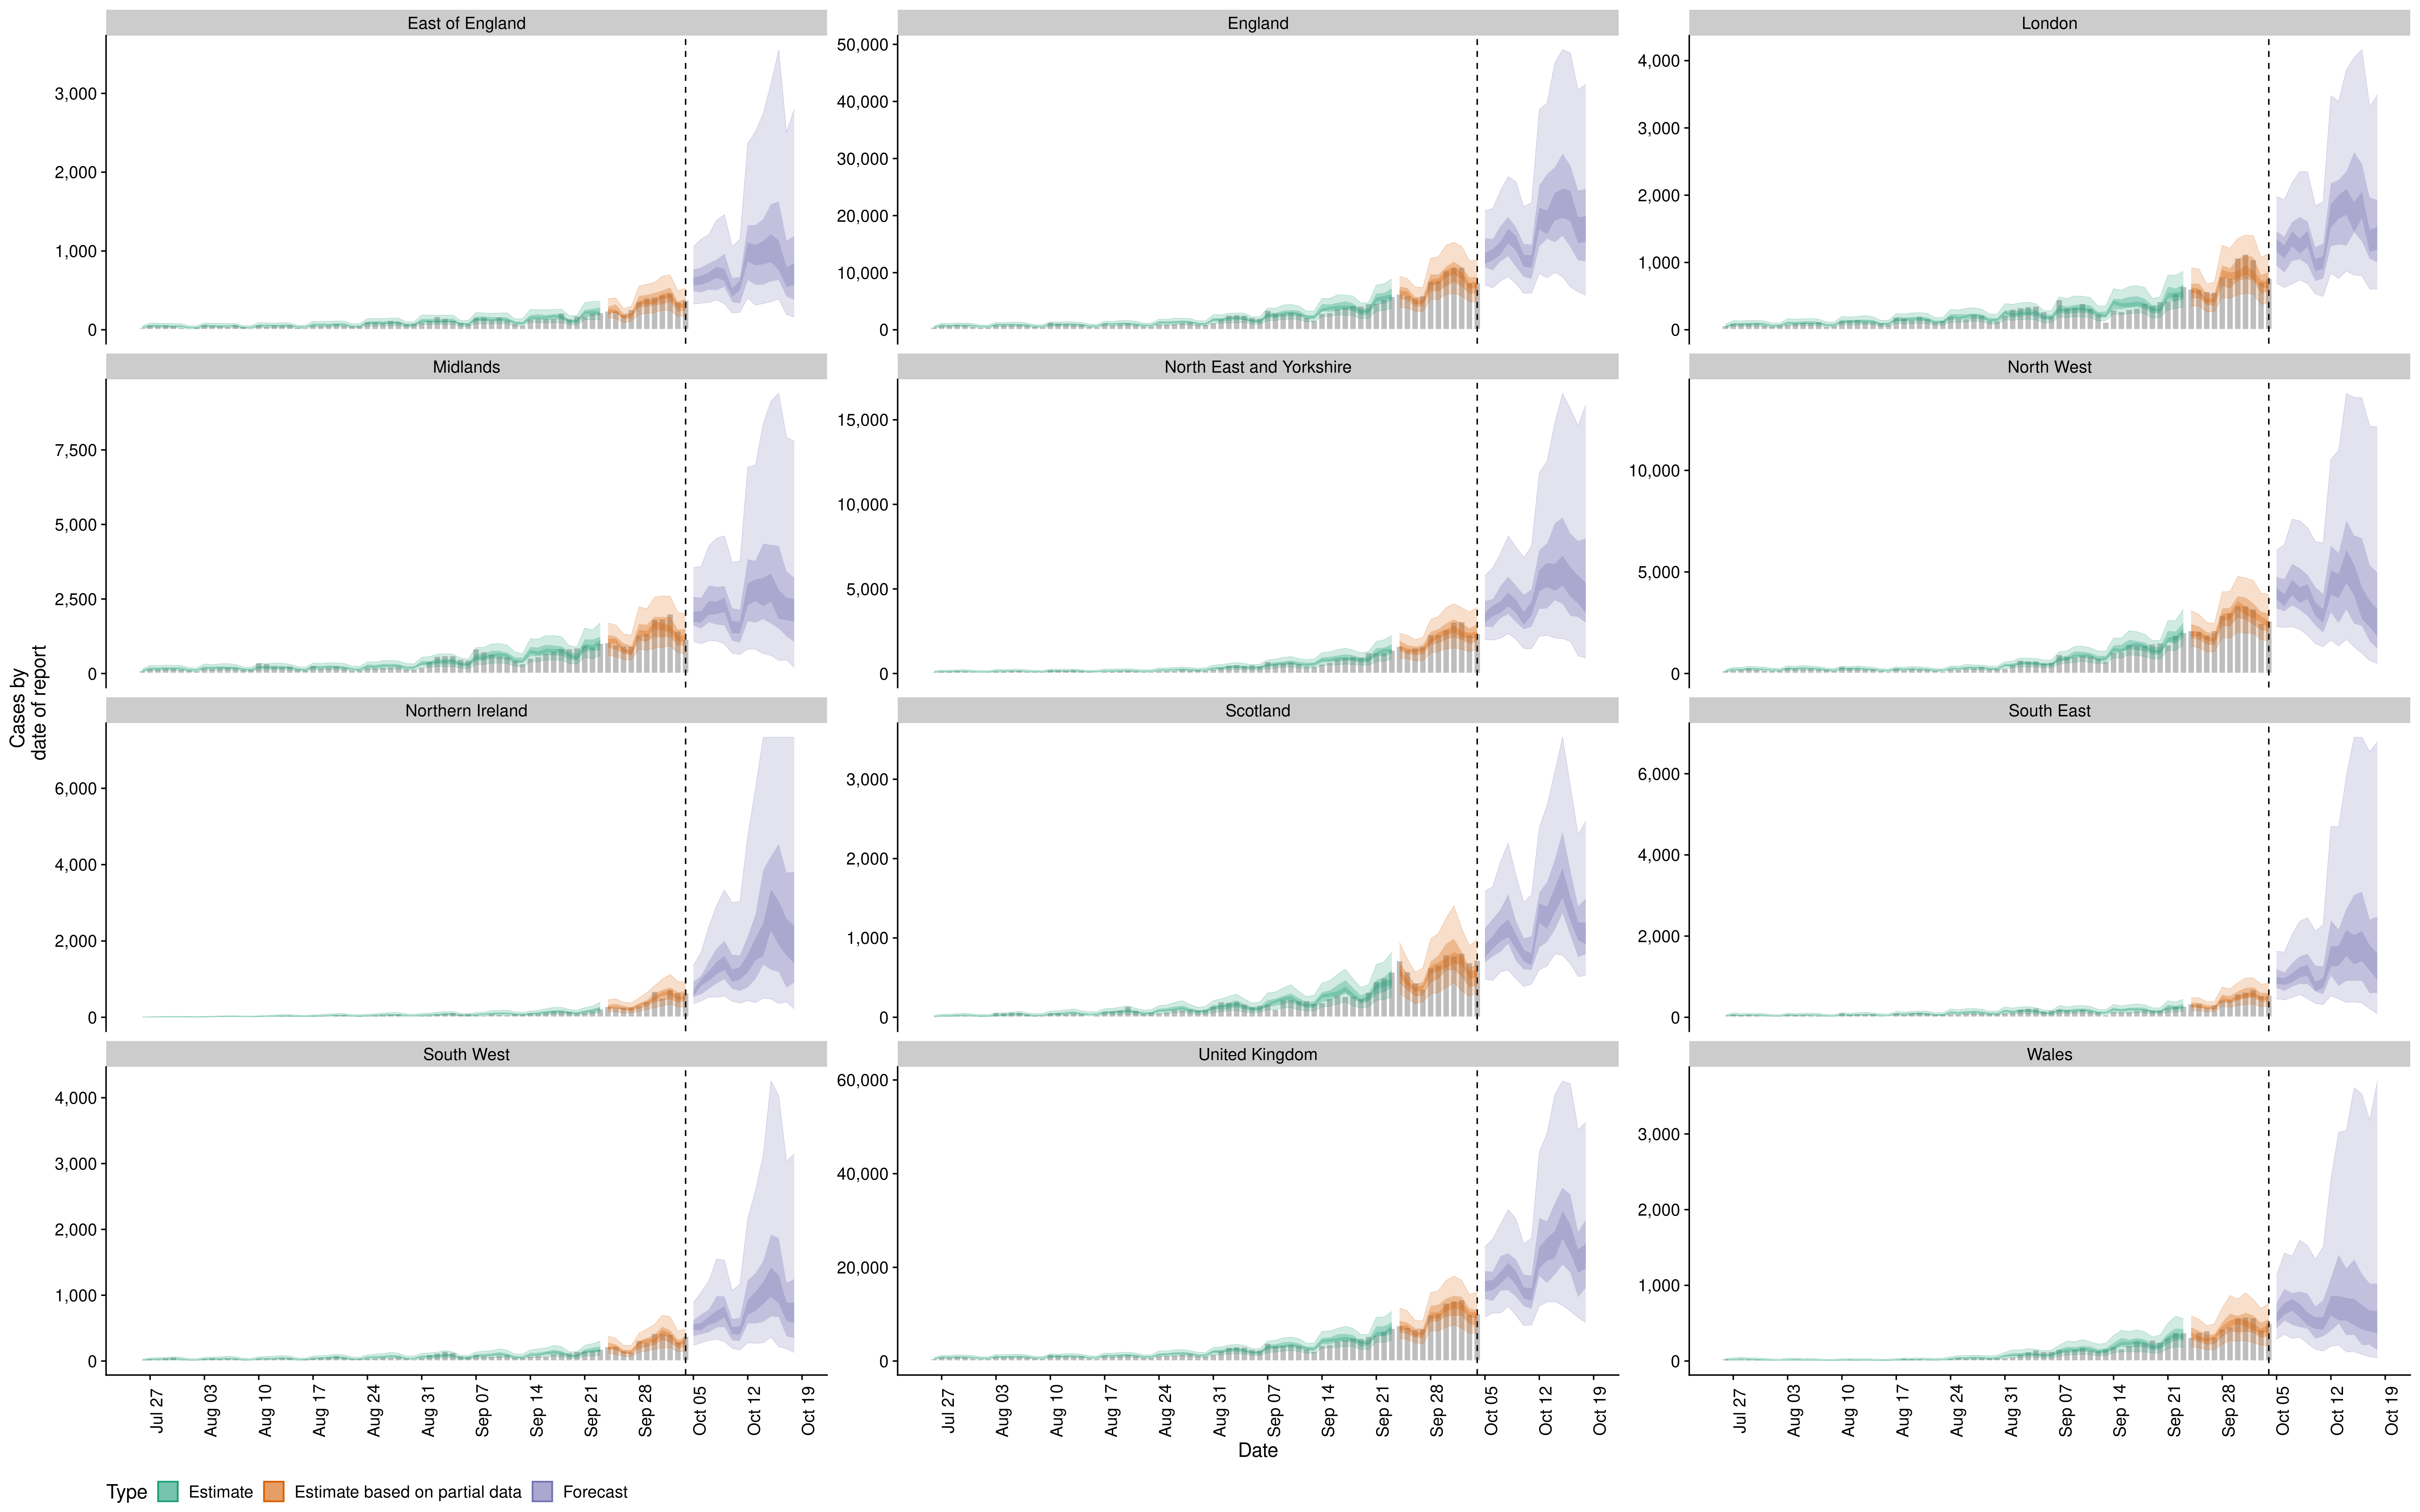 East of England
England
London
3,000
2,000
1,000
0
50,000
40,000
30,000
20,000
10,000
0
4,000
3,000
2,000
1,000
0
Midlands
North East and Yorkshire
North West
7,500
5,000
2,500
0
15,000
10,000
5,000
0
10,000
5,000
0
Cases by
date of report
Northern Ireland
Scotland
South East
6,000
4,000
2,000
0
3,000
2,000
1,000
0
6,000
4,000
2,000
0
South West
United Kingdom
Wales
4,000
3,000
2,000
1,000
0
60,000
40,000
20,000
0
3,000
2,000
1,000
0
Jul 27
Aug 03
Aug 10
Aug 17
Aug 24
Aug 31
Sep 07
Sep 14
Sep 21
Sep 28
Oct 05
Oct 12
Oct 19
Jul 27
Aug 03
Aug 10
Aug 17
Aug 24
Aug 31
Sep 07
Sep 14
Sep 21
Sep 28
Oct 05
Oct 12
Oct 19
Jul 27
Aug 03
Aug 10
Aug 17
Aug 24
Aug 31
Sep 07
Sep 14
Sep 21
Sep 28
Oct 05
Oct 12
Oct 19
Date
Type Estimate Estimate based on partial data Forecast